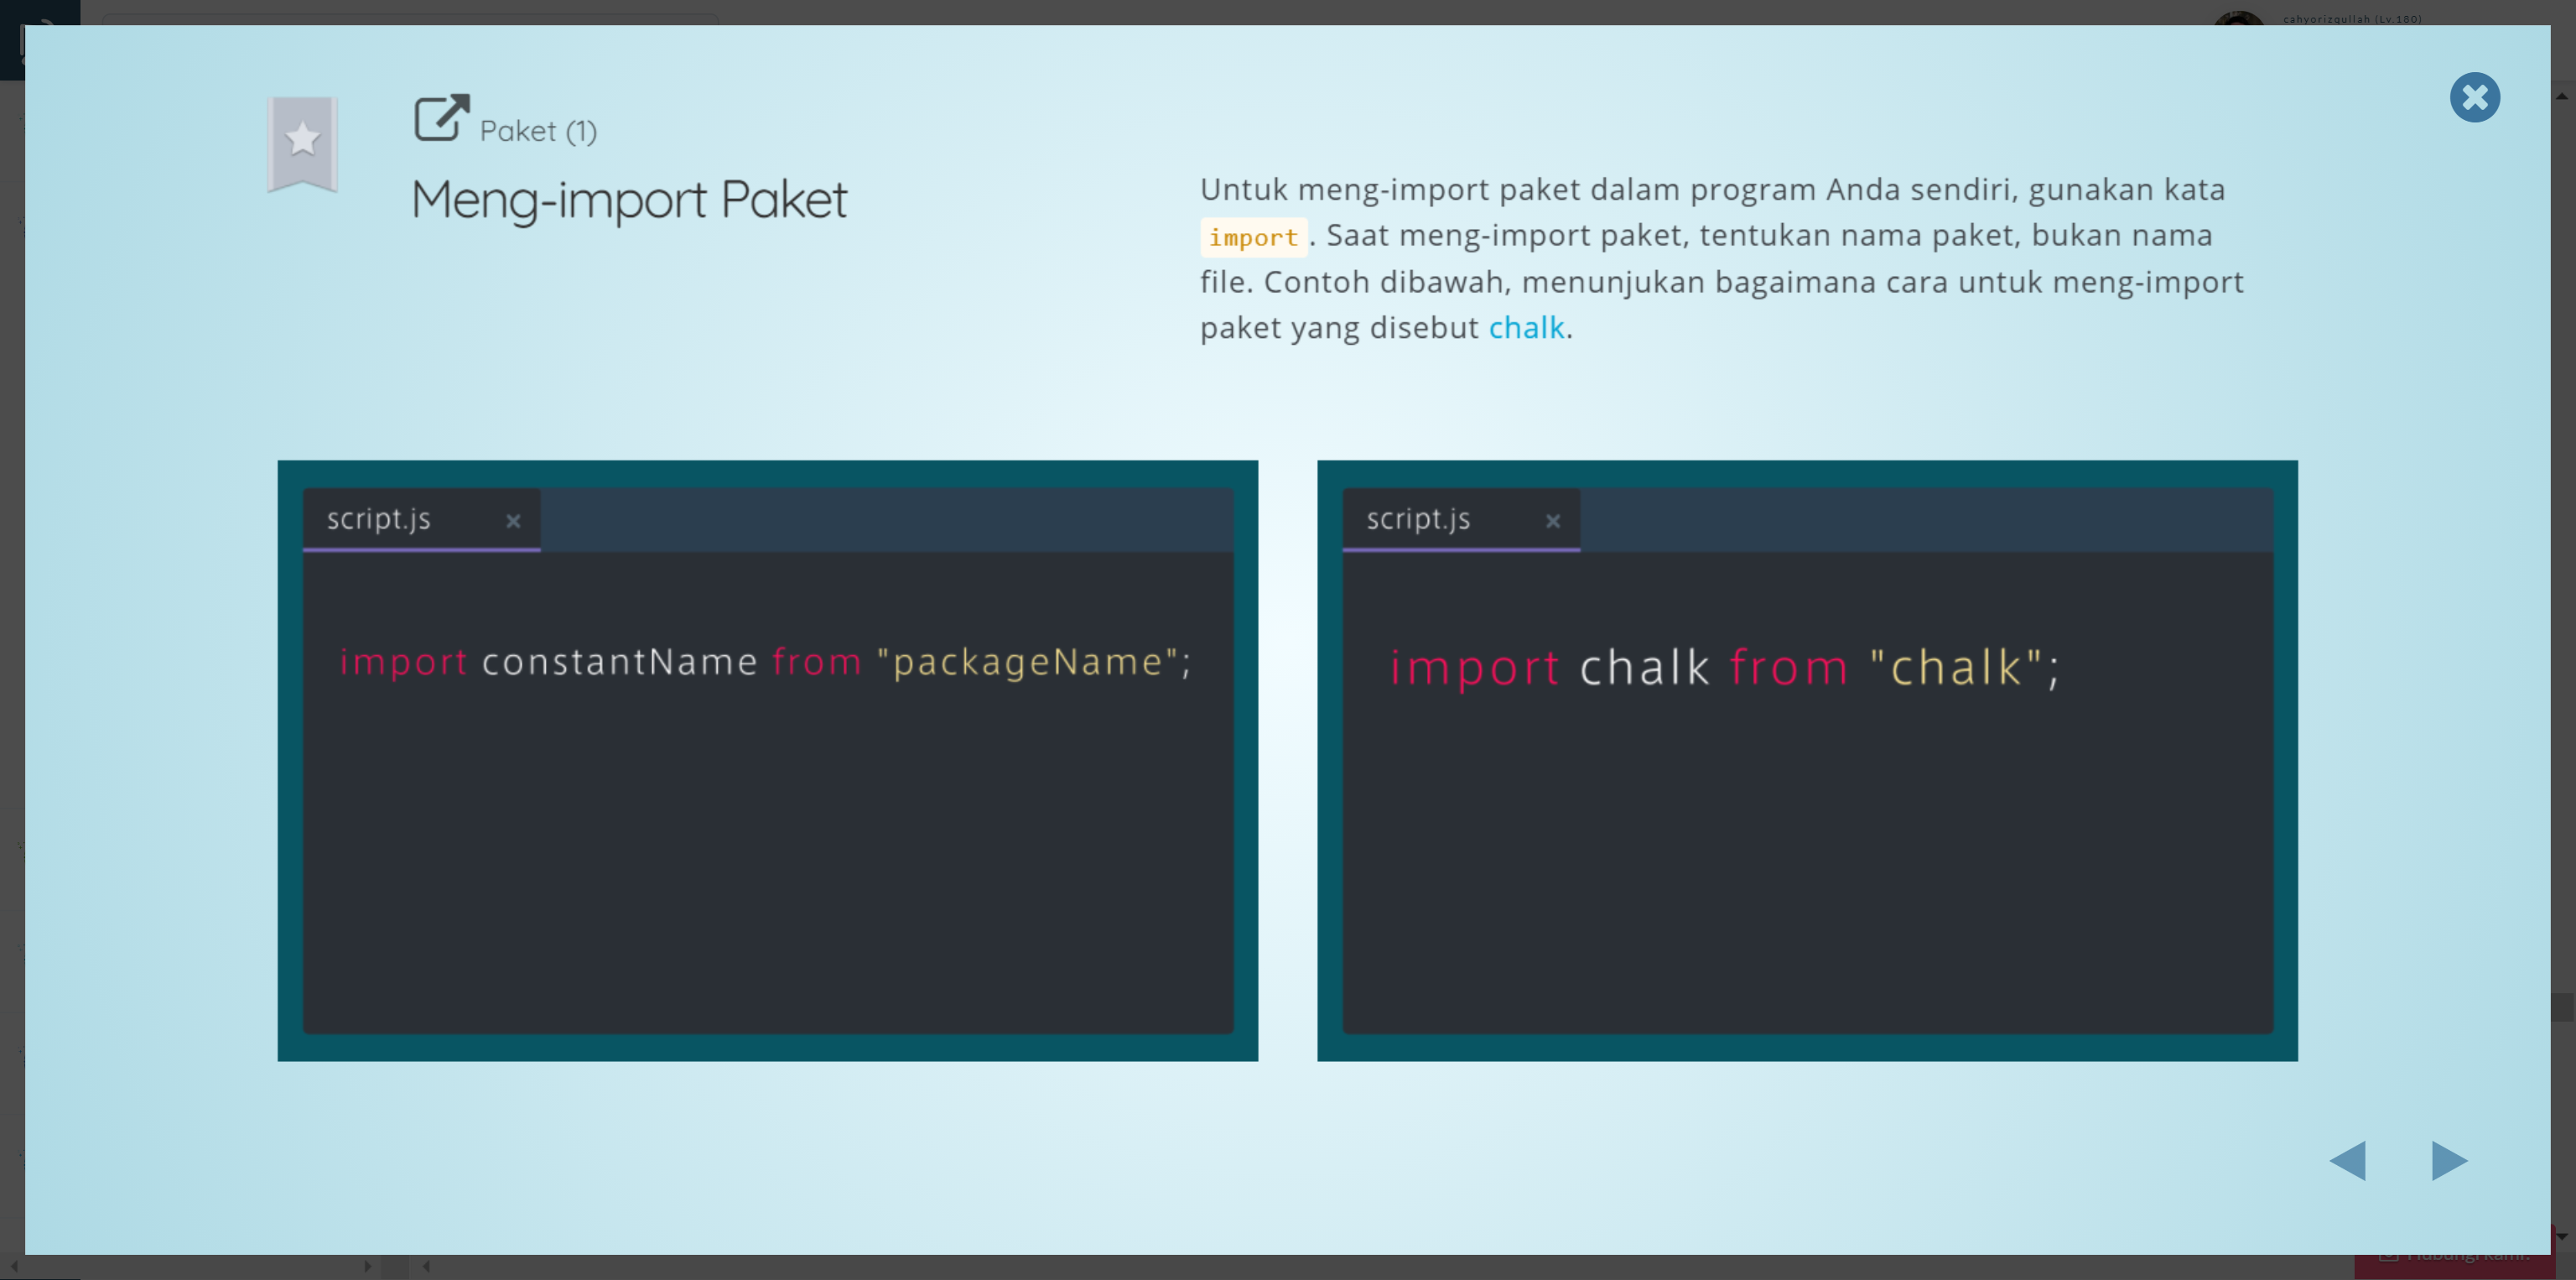 cahyorizqullah (Lv.180)
Paket (1)
Meng-import Paket
Untuk meng-import paket dalam program Anda sendiri, gunakan kata
import. Saat meng-import paket, tentukan nama paket, bukan nama
file. Contoh dibawah, menunjukan bagaimana cara untuk meng-import
paket yang disebut chalk.
script.js
import constantName from "packageName";
script.js
import chalk from "chalk";